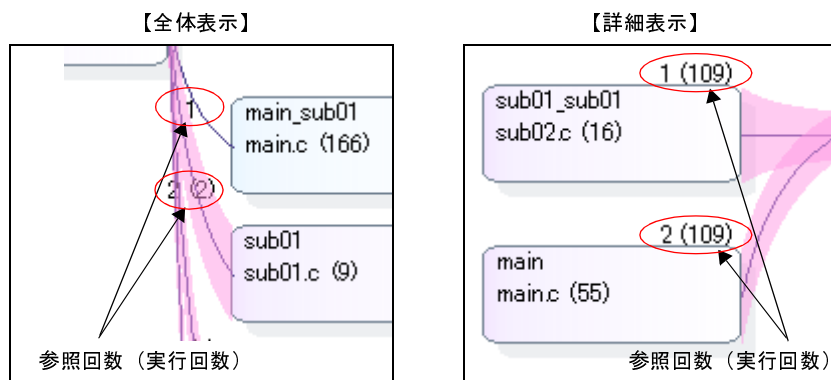 【全体表示】
1
main_sub01
main.c (166)
2 (2)
sub01
sub01.c (9)
参照回数（実行回数）
【詳細表示】
1 (109)
sub01_sub01
sub02.c (16)
2 (109)
main
main.c (55)
参照回数（実行回数）